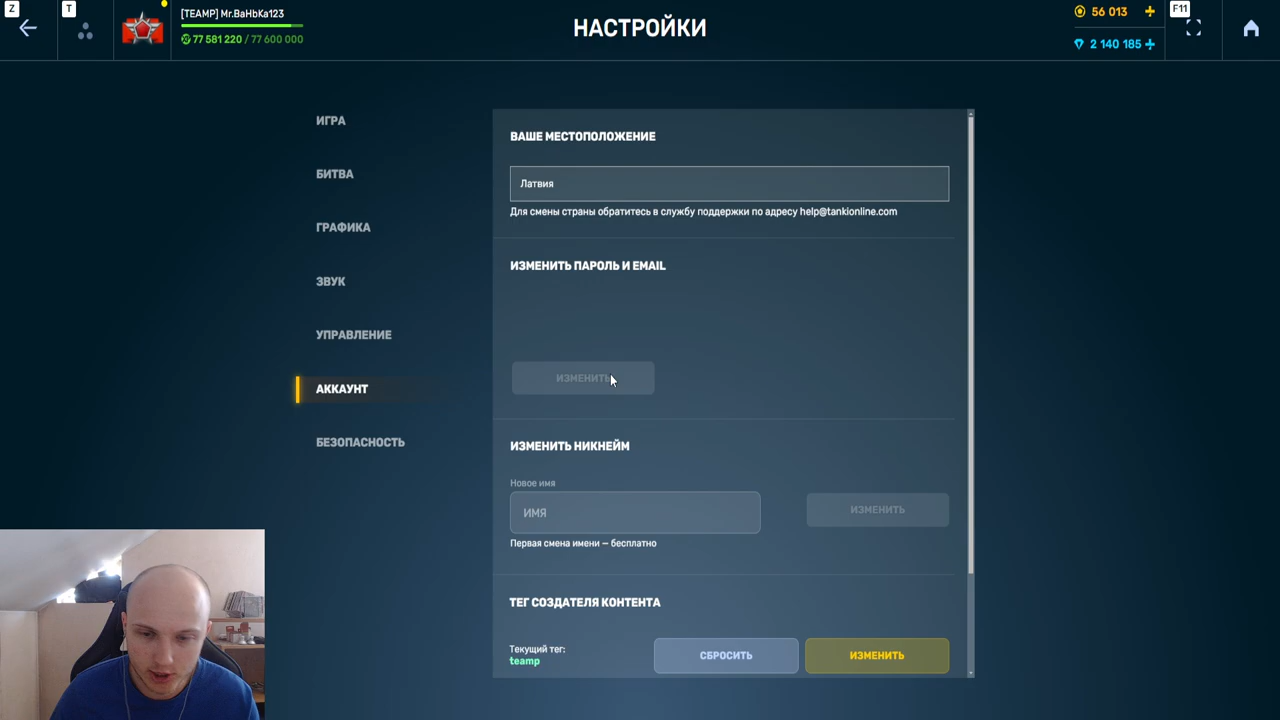 Z
T
[TEAMP] Mr.BaHbKa123
77 581 220 / 77 600 000
НАСТРОЙКИ
56 013
2 140 185
F11
ИГРА
БИТВА
ГРАФИКА
ЗВУК
УПРАВЛЕНИЕ
АККАУНТ
БЕЗОПАСНОСТЬ
ВАШЕ МЕСТОПОЛОЖЕНИЕ
Латвия
Для смены страны обратитесь в службу поддержки по адресу help@tankionline.com
ИЗМЕНИТЬ ПАРОЛЬ И EMAIL
ИЗМЕНИТЬ
ИЗМЕНИТЬ НИКНЕЙМ
Новое имя
ИМЯ
ИЗМЕНИТЬ
Первая смена имени — бесплатно
ТЕГ СОЗДАТЕЛЯ КОНТЕНТА
Текущий тег:
teamp
СБРОСИТЬ
ИЗМЕНИТЬ